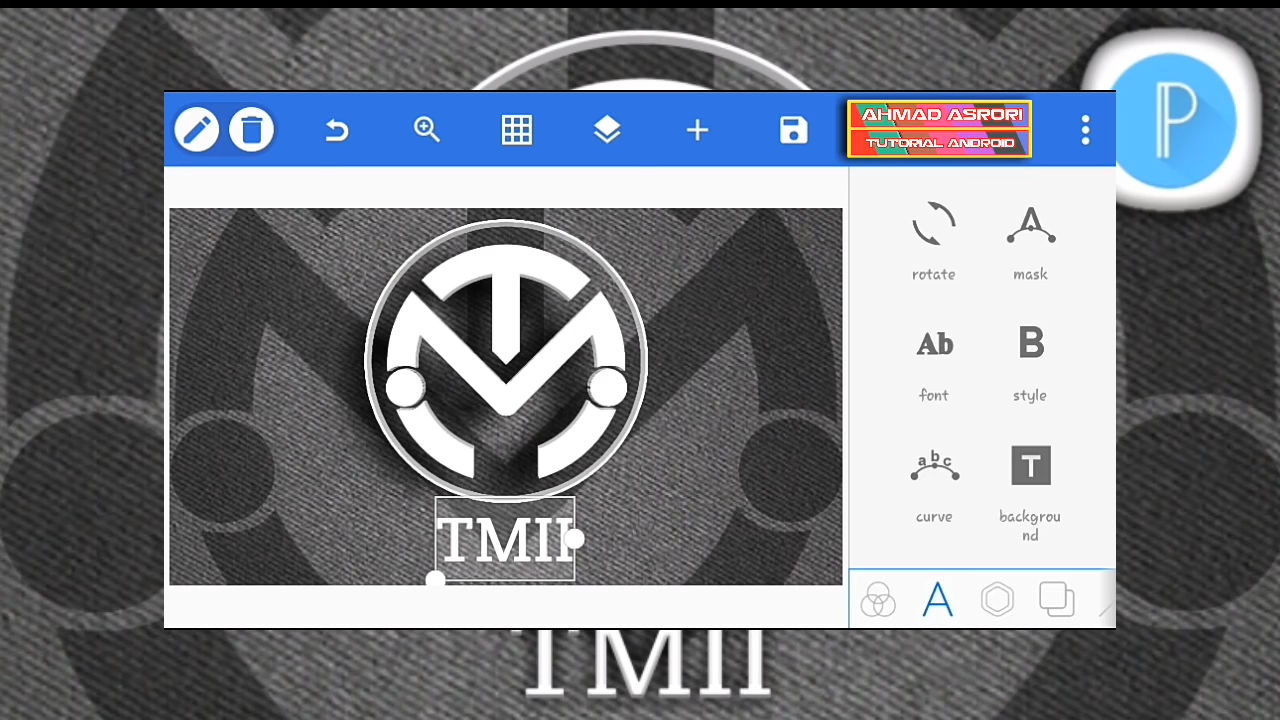 AHMAD ASRORI
TUTORIAL ANDROID
rotate
mask
Ab
font
B
style
abc
curve
T
backgrou
nd
TMII
A
TMII